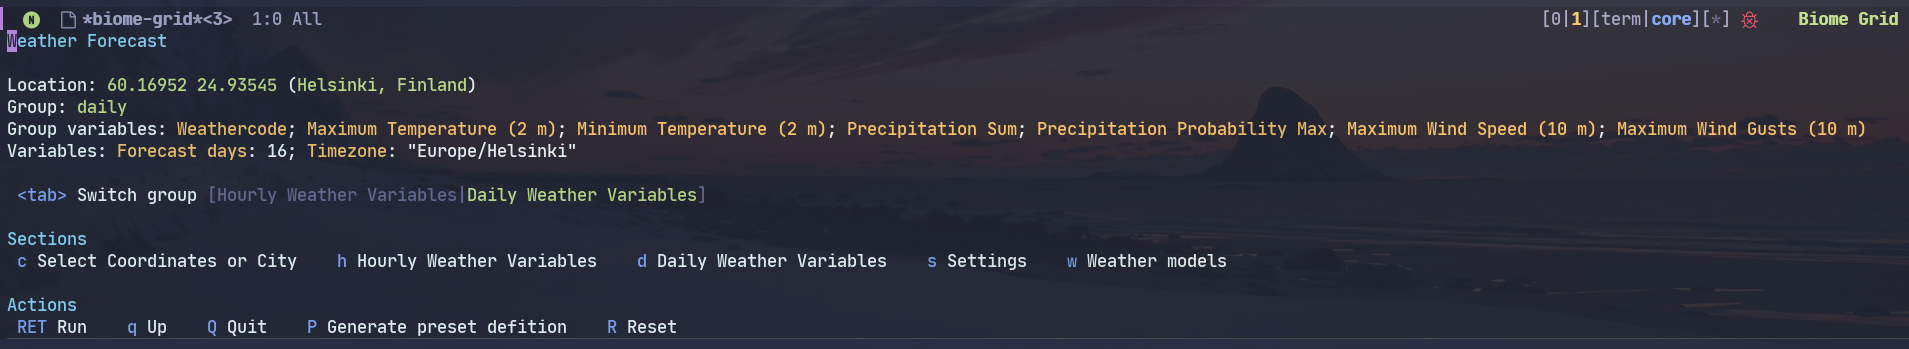 N *biome-grid*<3> 1:0 All [0|1][term|core][*] Biome Grid
Weather Forecast
Location: 60.16952 24.93545 (Helsinki, Finland)
Group: daily
Group variables: Weathercode; Maximum Temperature (2 m); Minimum Temperature (2 m); Precipitation Sum; Precipitation Probability Max; Maximum Wind Speed (10 m); Maximum Wind Gusts (10 m)
Variables: Forecast days: 16; Timezone: "Europe/Helsinki"
<tab> Switch group [Hourly Weather Variables|Daily Weather Variables]
Sections
c Select Coordinates or City h Hourly Weather Variables d Daily Weather Variables s Settings w Weather models
Actions
RET Run q Up Q Quit P Generate preset defition R Reset